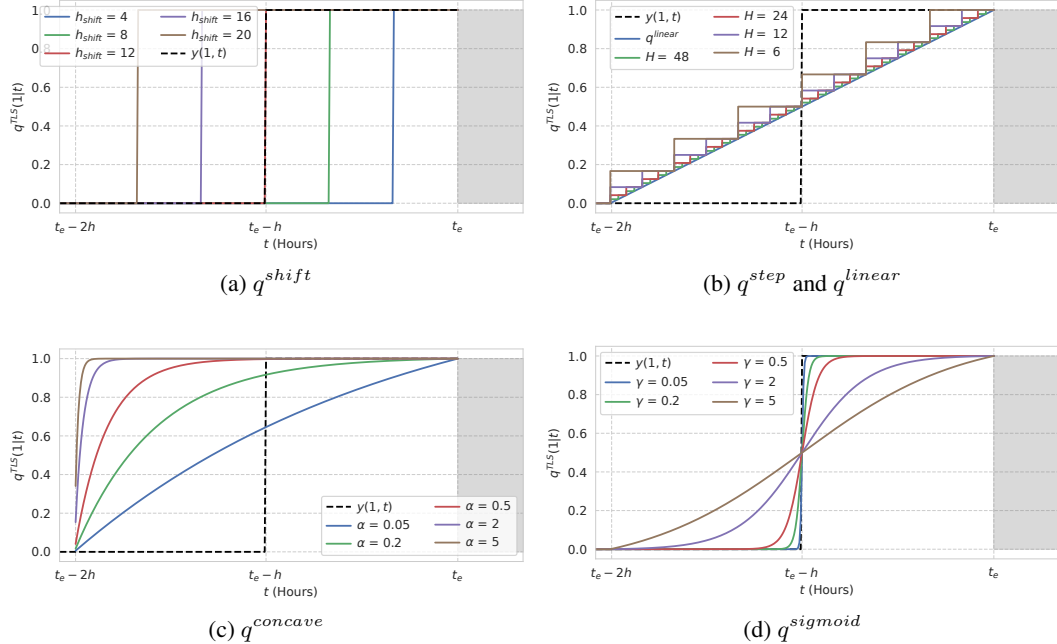 h_shift = 4
h_shift = 8
h_shift = 12
h_shift = 16
h_shift = 20
y(1, t)
1.0
0.8
0.6
0.4
0.2
0.0
q^TLS(1|t)
t_e − 2h
t_e − h
t_e
t (Hours)
(a) q^shift
y(1, t)
q^linear
H = 48
H = 24
H = 12
H = 6
1.0
0.8
0.6
0.4
0.2
0.0
q^TLS(1|t)
t_e − 2h
t_e − h
t_e
t (Hours)
(b) q^step and q^linear
1.0
0.8
0.6
0.4
0.2
0.0
q^TLS(1|t)
y(1, t)
α = 0.05
α = 0.2
α = 0.5
α = 2
α = 5
t_e − 2h
t_e − h
t_e
t (Hours)
(c) q^concave
y(1, t)
γ = 0.05
γ = 0.2
γ = 0.5
γ = 2
γ = 5
1.0
0.8
0.6
0.4
0.2
0.0
q^TLS(1|t)
t_e − 2h
t_e − h
t_e
t (Hours)
(d) q^sigmoid